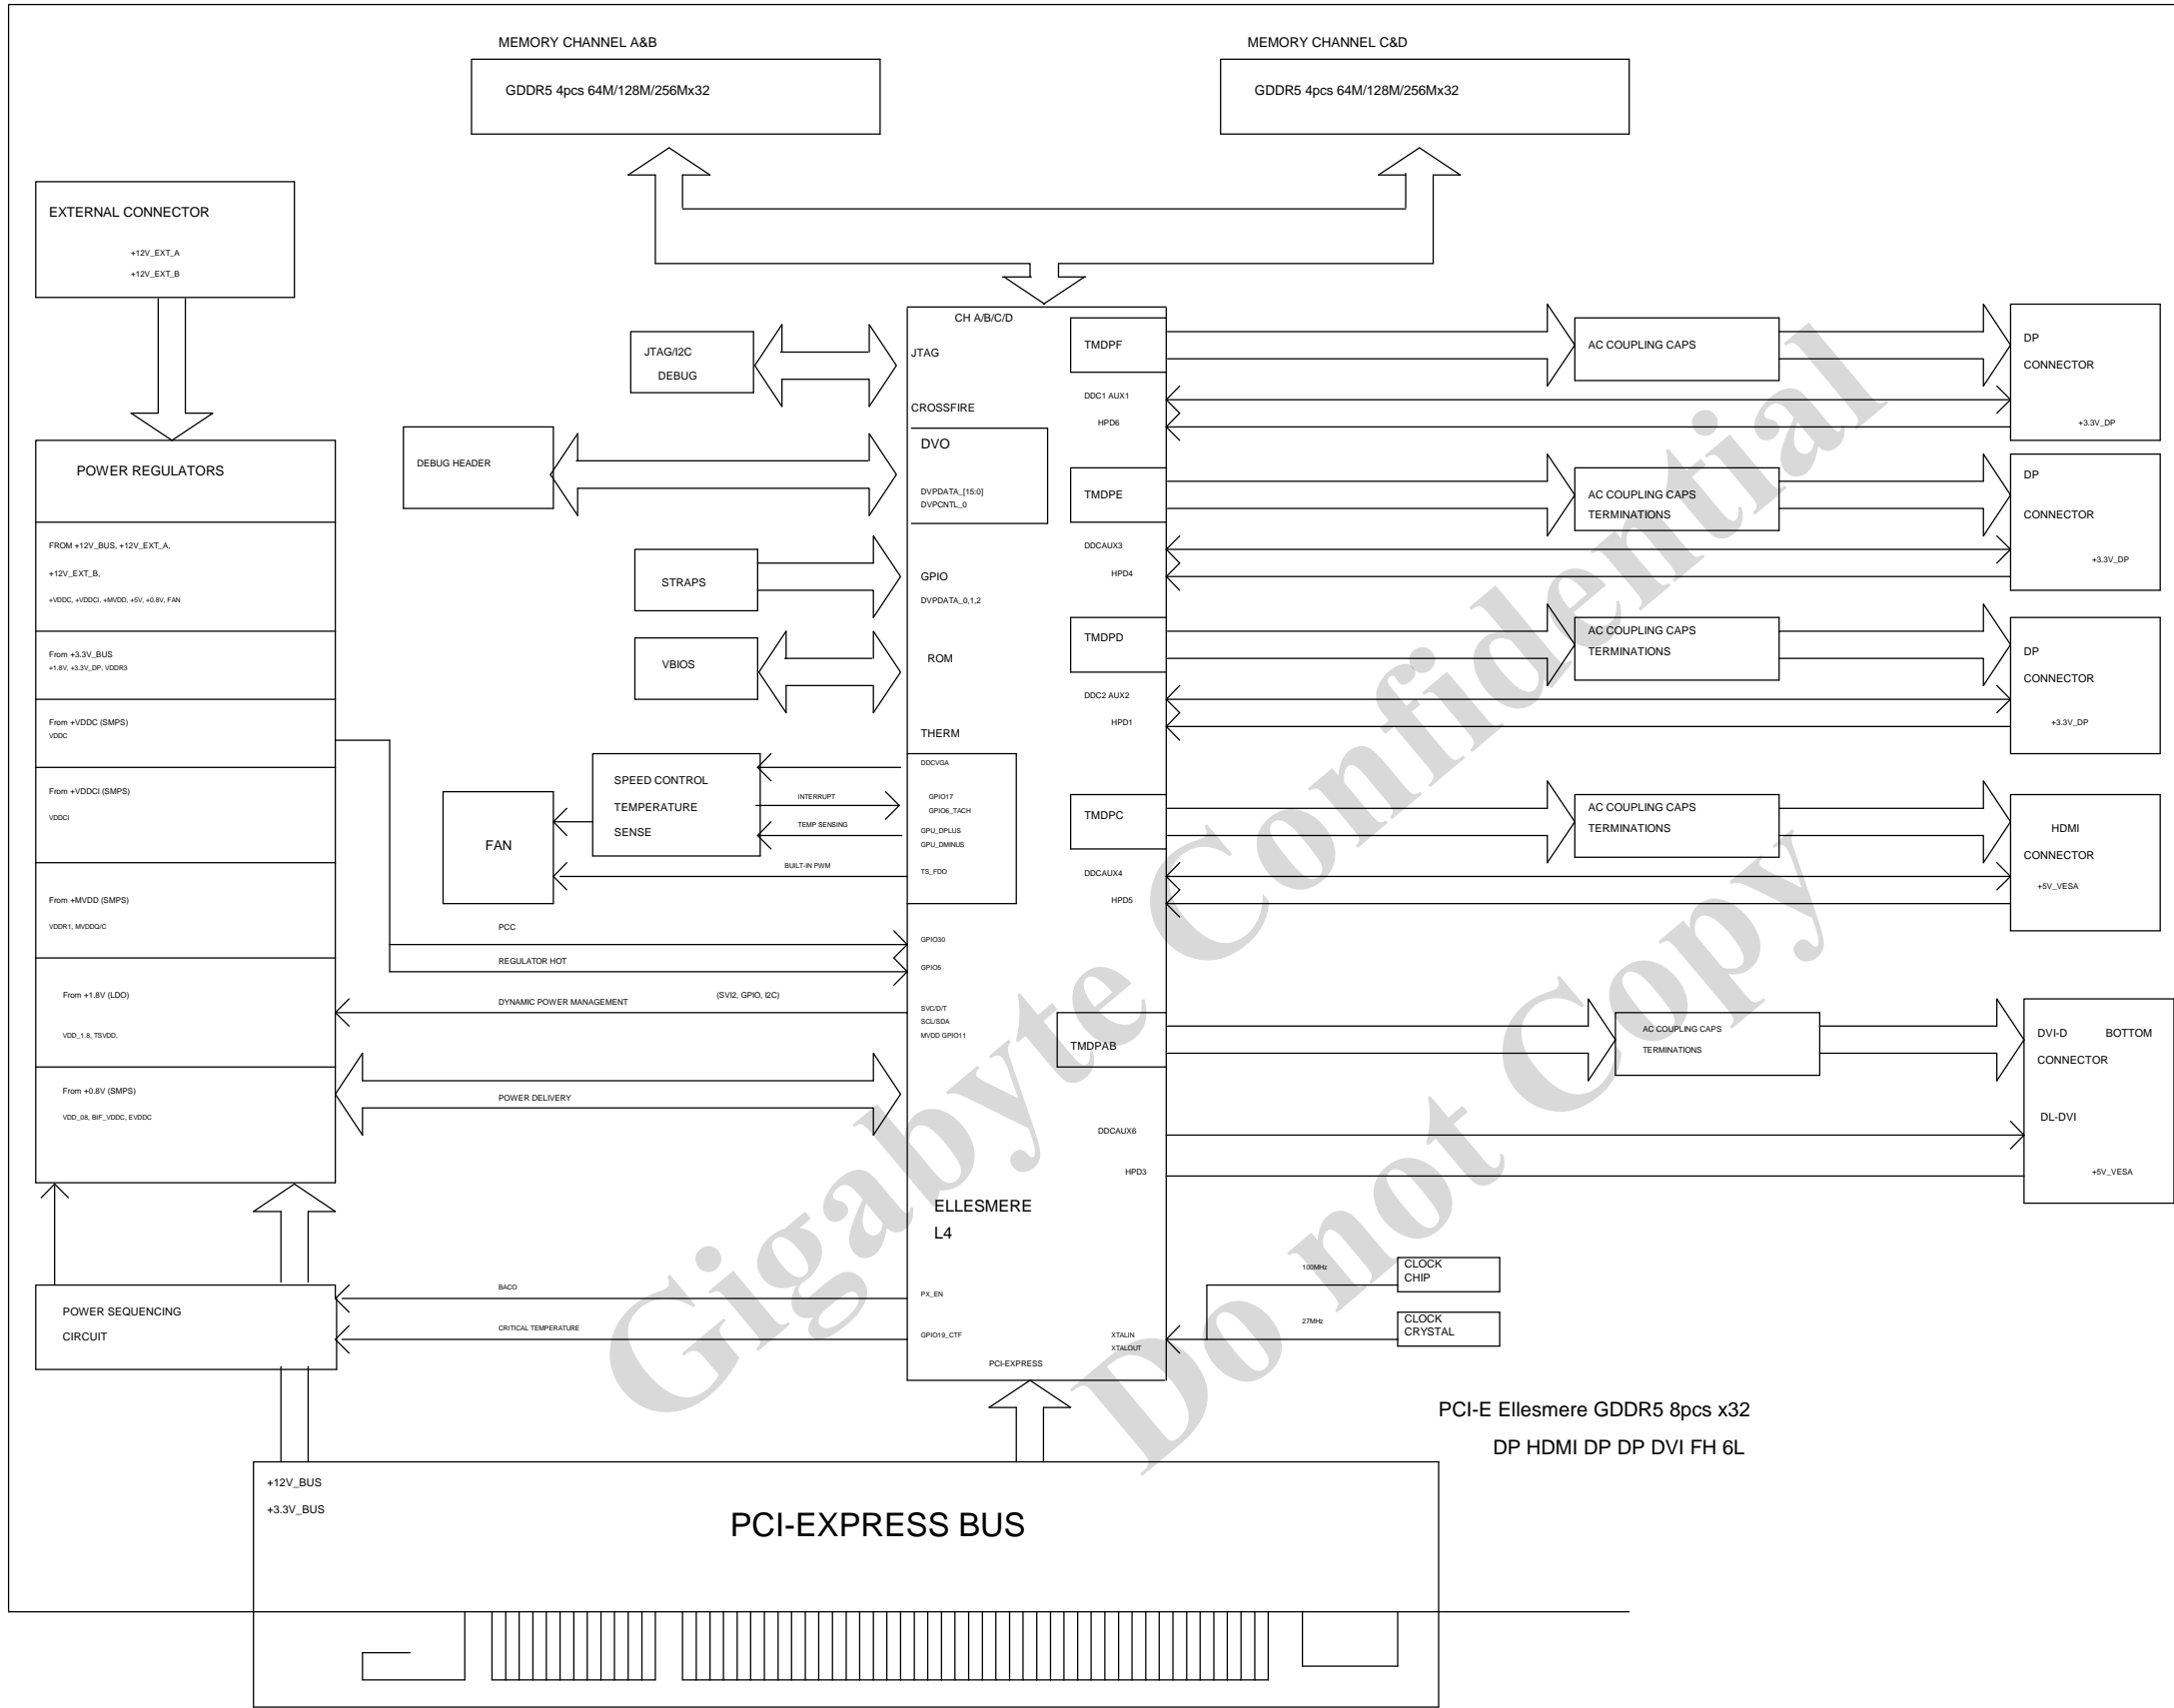 MEMORY CHANNEL A&B
GDDR5 4pcs 64M/128M/256Mx32
MEMORY CHANNEL C&D
GDDR5 4pcs 64M/128M/256Mx32
EXTERNAL CONNECTOR
+12V_EXT_A
+12V_EXT_B
POWER REGULATORS
FROM +12V_BUS, +12V_EXT_A,
+12V_EXT_B,
+VDDC, +VDDCI, +MVDD, +5V, +0.8V, FAN
From +3.3V_BUS
+1.8V, +3.3V_DP, VDDR3
From +VDDC (SMPS)
VDDC
From +VDDCI (SMPS)
VDDCI
From +MVDD (SMPS)
VDDR1, MVDDQ/C
From +1.8V (LDO)
VDD_1.8, TSVDD,
From +0.8V (SMPS)
VDD_08, BIF_VDDC, EVDDC
POWER SEQUENCING
CIRCUIT
JTAG/I2C
DEBUG
DEBUG HEADER
STRAPS
VBIOS
SPEED CONTROL
TEMPERATURE
SENSE
FAN
INTERRUPT
TEMP SENSING
BUILT-IN PWM
PCC
REGULATOR HOT
DYNAMIC POWER MANAGEMENT
(SVI2, GPIO, I2C)
POWER DELIVERY
BACO
CRITICAL TEMPERATURE
CH A/B/C/D
JTAG
CROSSFIRE
DVO
DVPDATA_[15:0]
DVPCNTL_0
GPIO
DVPDATA_0,1,2
ROM
THERM
DDCVGA
GPIO17
GPIO6_TACH
GPU_DPLUS
GPU_DMINUS
TS_FDO
GPIO30
GPIO5
SVC/D/T
SCL/SDA
MVDD GPIO11
ELLESMERE
L4
PX_EN
GPIO19_CTF
PCI-EXPRESS
TMDPF
DDC1 AUX1
HPD6
TMDPE
DDCAUX3
HPD4
TMDPD
DDC2 AUX2
HPD1
TMDPC
DDCAUX4
HPD5
TMDPAB
DDCAUX6
HPD3
XTALIN
XTALOUT
AC COUPLING CAPS
AC COUPLING CAPS
TERMINATIONS
AC COUPLING CAPS
TERMINATIONS
AC COUPLING CAPS
TERMINATIONS
AC COUPLING CAPS
TERMINATIONS
DP
CONNECTOR
+3.3V_DP
DP
CONNECTOR
+3.3V_DP
DP
CONNECTOR
+3.3V_DP
HDMI
CONNECTOR
+5V_VESA
DVI-D BOTTOM
CONNECTOR
DL-DVI
+5V_VESA
100MHz
CLOCK
CHIP
27MHz
CLOCK
CRYSTAL
PCI-E Ellesmere GDDR5 8pcs x32
DP HDMI DP DP DVI FH 6L
+12V_BUS
+3.3V_BUS
PCI-EXPRESS BUS
Gigabyte Confidential
Do not Copy